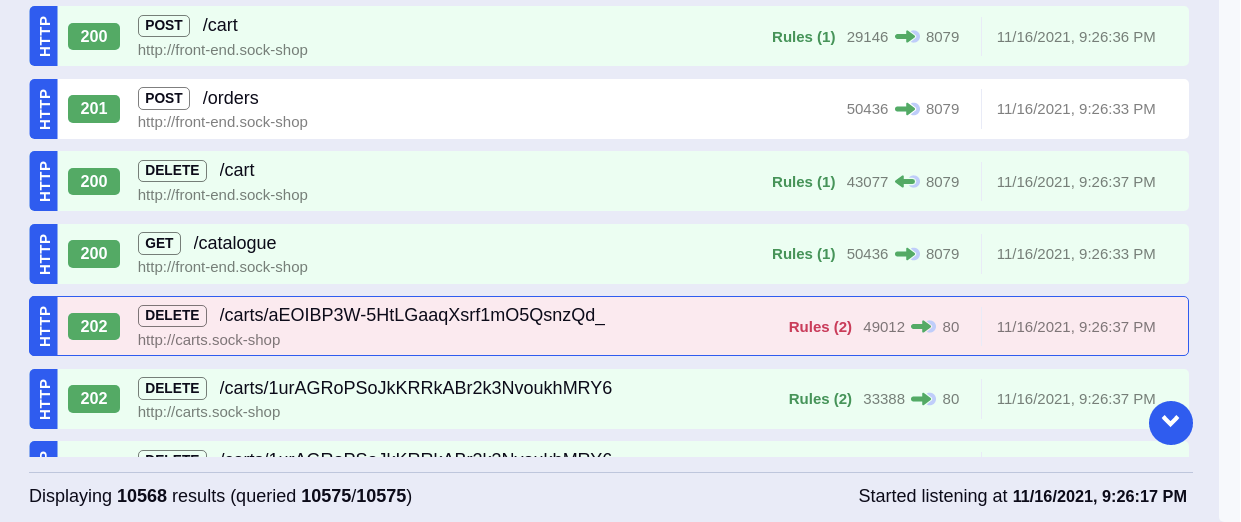 HTTP 200 POST /cart
http://front-end.sock-shop
Rules (1) 29146 8079 11/16/2021, 9:26:36 PM
HTTP 201 POST /orders
http://front-end.sock-shop
50436 8079 11/16/2021, 9:26:33 PM
HTTP 200 DELETE /cart
http://front-end.sock-shop
Rules (1) 43077 8079 11/16/2021, 9:26:37 PM
HTTP 200 GET /catalogue
http://front-end.sock-shop
Rules (1) 50436 8079 11/16/2021, 9:26:33 PM
HTTP 202 DELETE /carts/aEOIBP3W-5HtLGaaqXsrf1mO5QsnzQd_
http://carts.sock-shop
Rules (2) 49012 80 11/16/2021, 9:26:37 PM
HTTP 202 DELETE /carts/1urAGRoPSoJkKRRkABr2k3NvoukhMRY6
http://carts.sock-shop
Rules (2) 33388 80 11/16/2021, 9:26:37 PM
DELETE /carts/1urAGRoPSoJkKRRkABr2k3NvoukhMRY6
Displaying 10568 results (queried 10575/10575)
Started listening at 11/16/2021, 9:26:17 PM